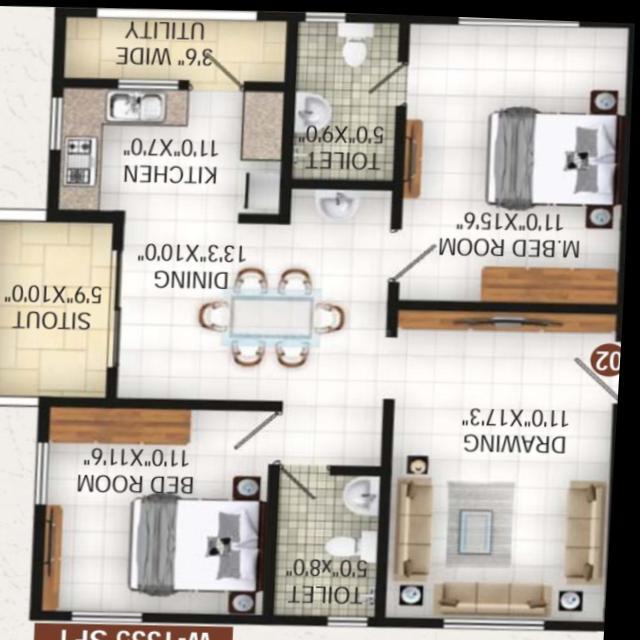 TOILET
5'0"x8'0"
BED ROOM
11'0"X11'6"
DRAWING
11'0"X17'3"
02
SITOUT
5'9"X10'0"
DINING
13'3"X10'0"
M.BED ROOM
11'0"X15'6"
KITCHEN
11'0"X7'0"
TOILET
5'0"X9'0"
3'6" WIDE
UTILITY